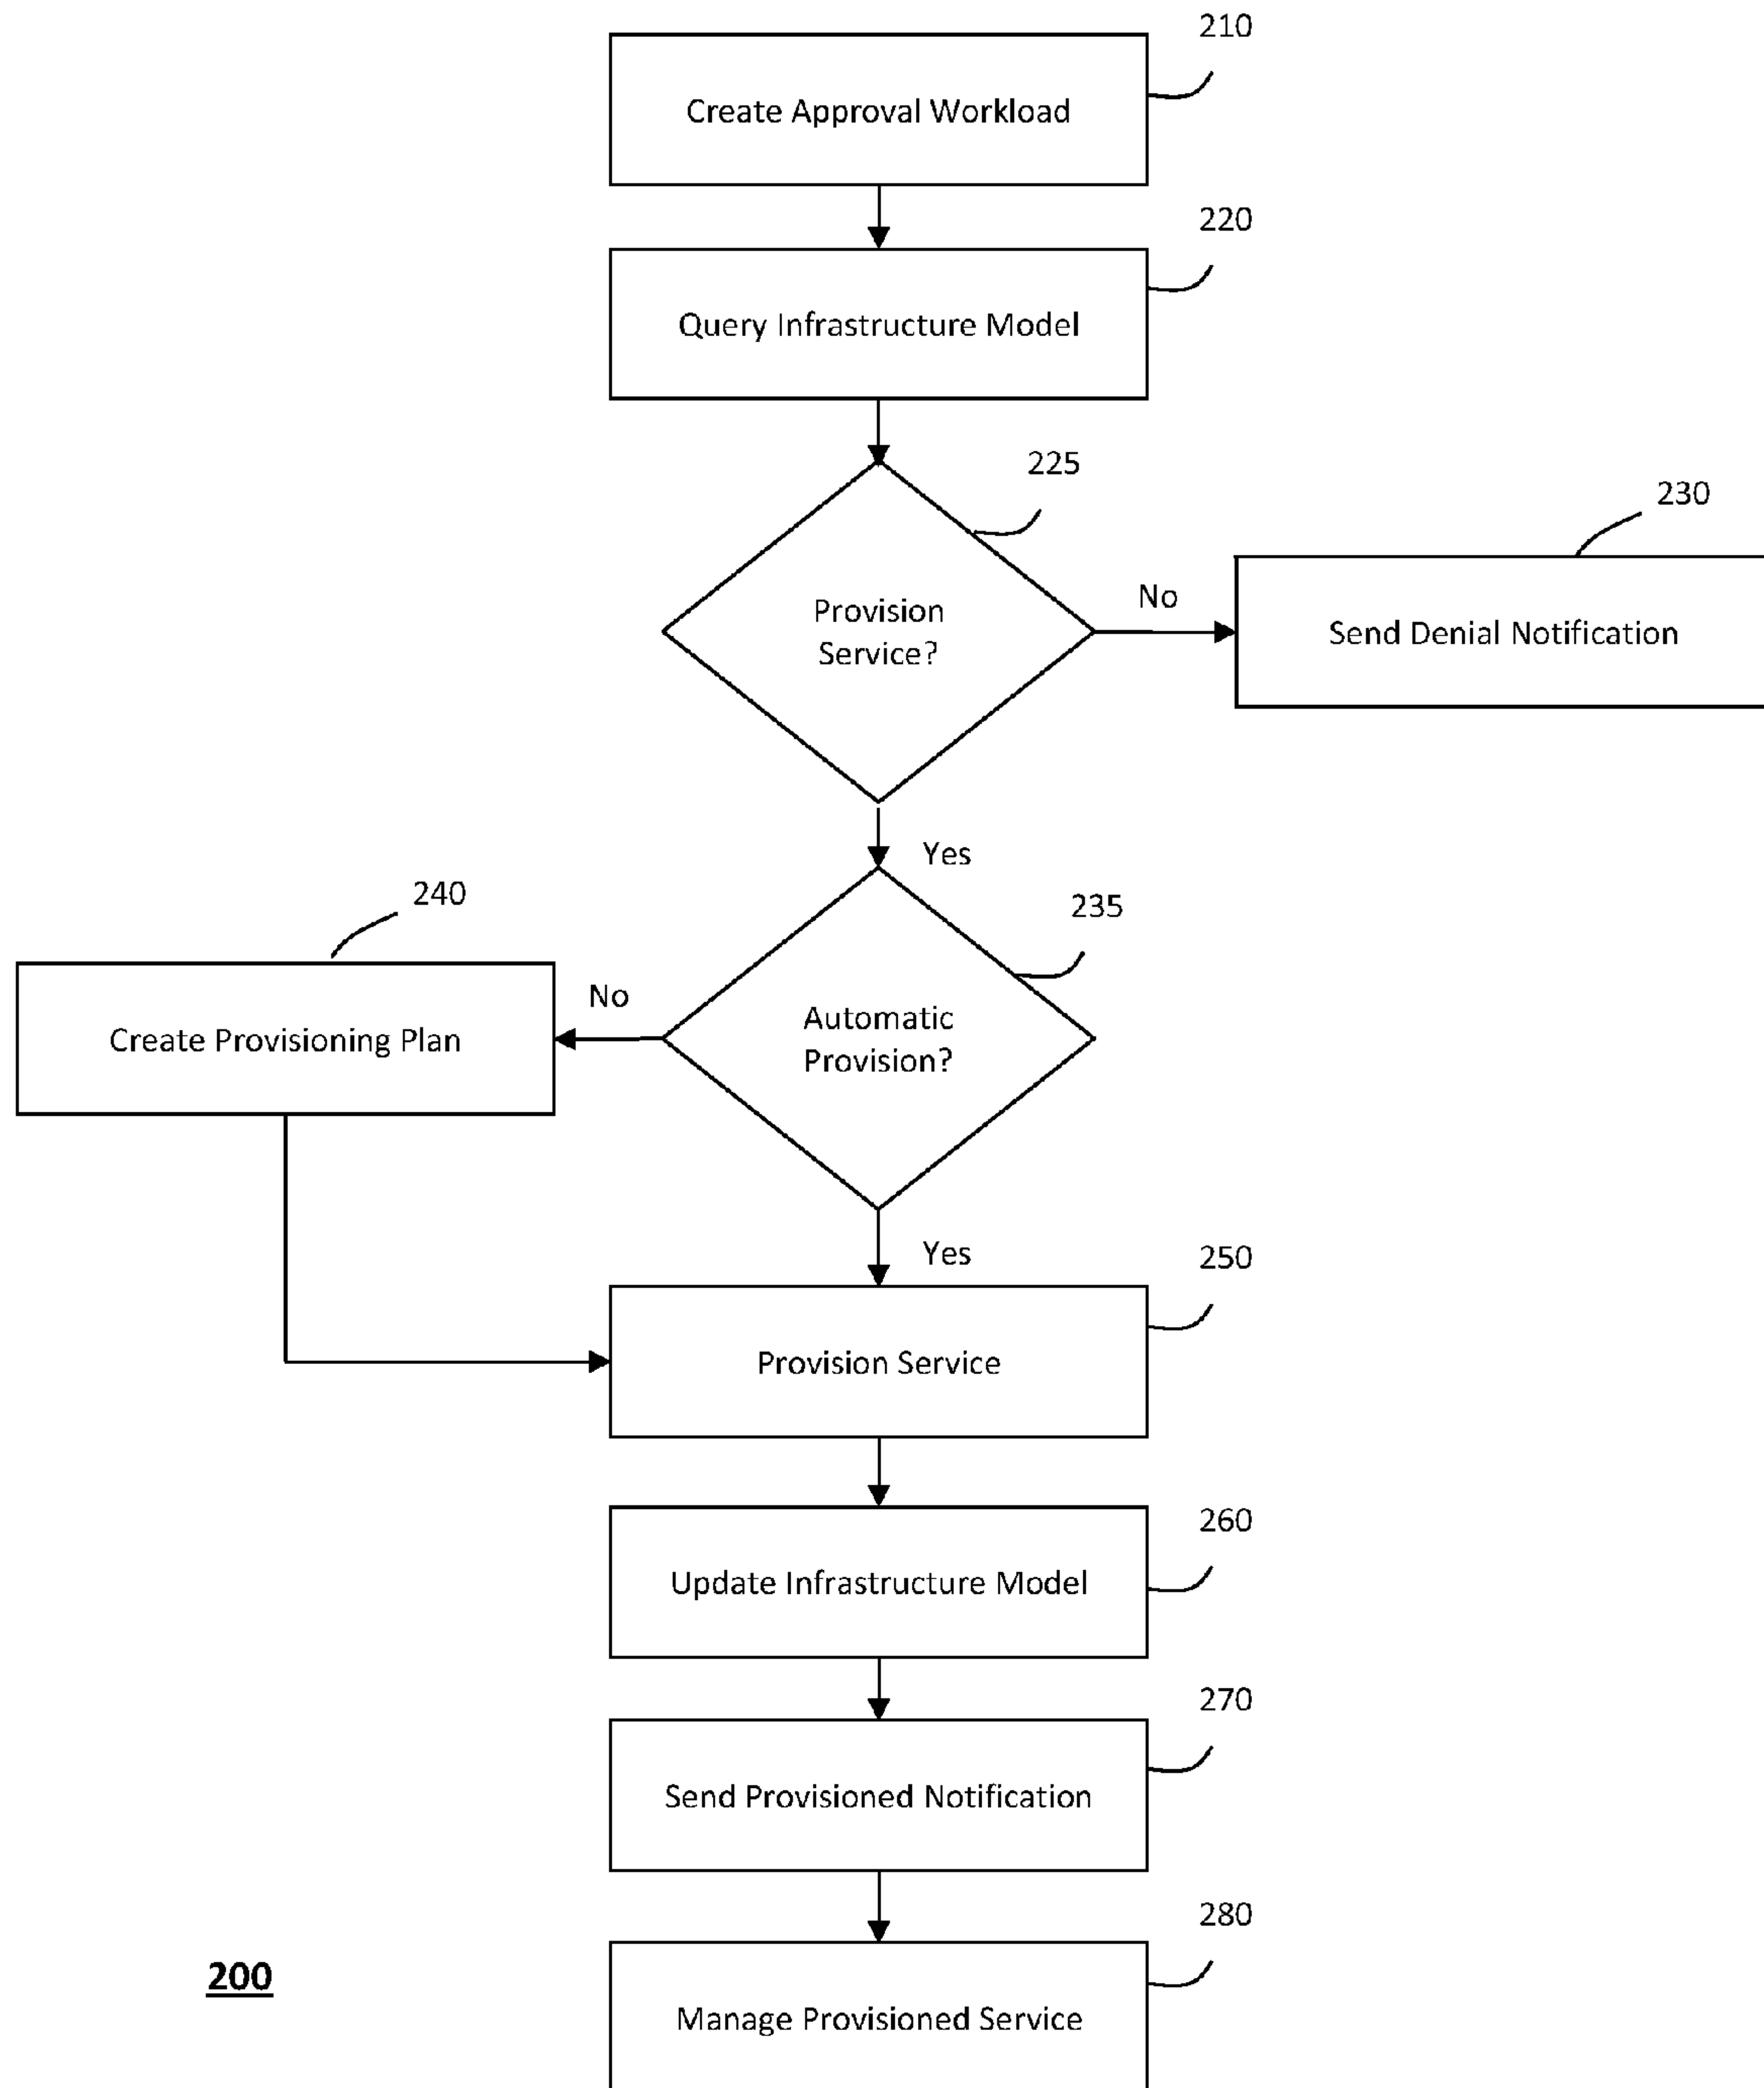 210
Create Approval Workload
220
Query Infrastructure Model
225
Provision
Service?
No
230
Send Denial Notification
Yes
235
240
Create Provisioning Plan
No
Automatic
Provision?
Yes
250
Provision Service
260
Update Infrastructure Model
270
Send Provisioned Notification
280
Manage Provisioned Service
200